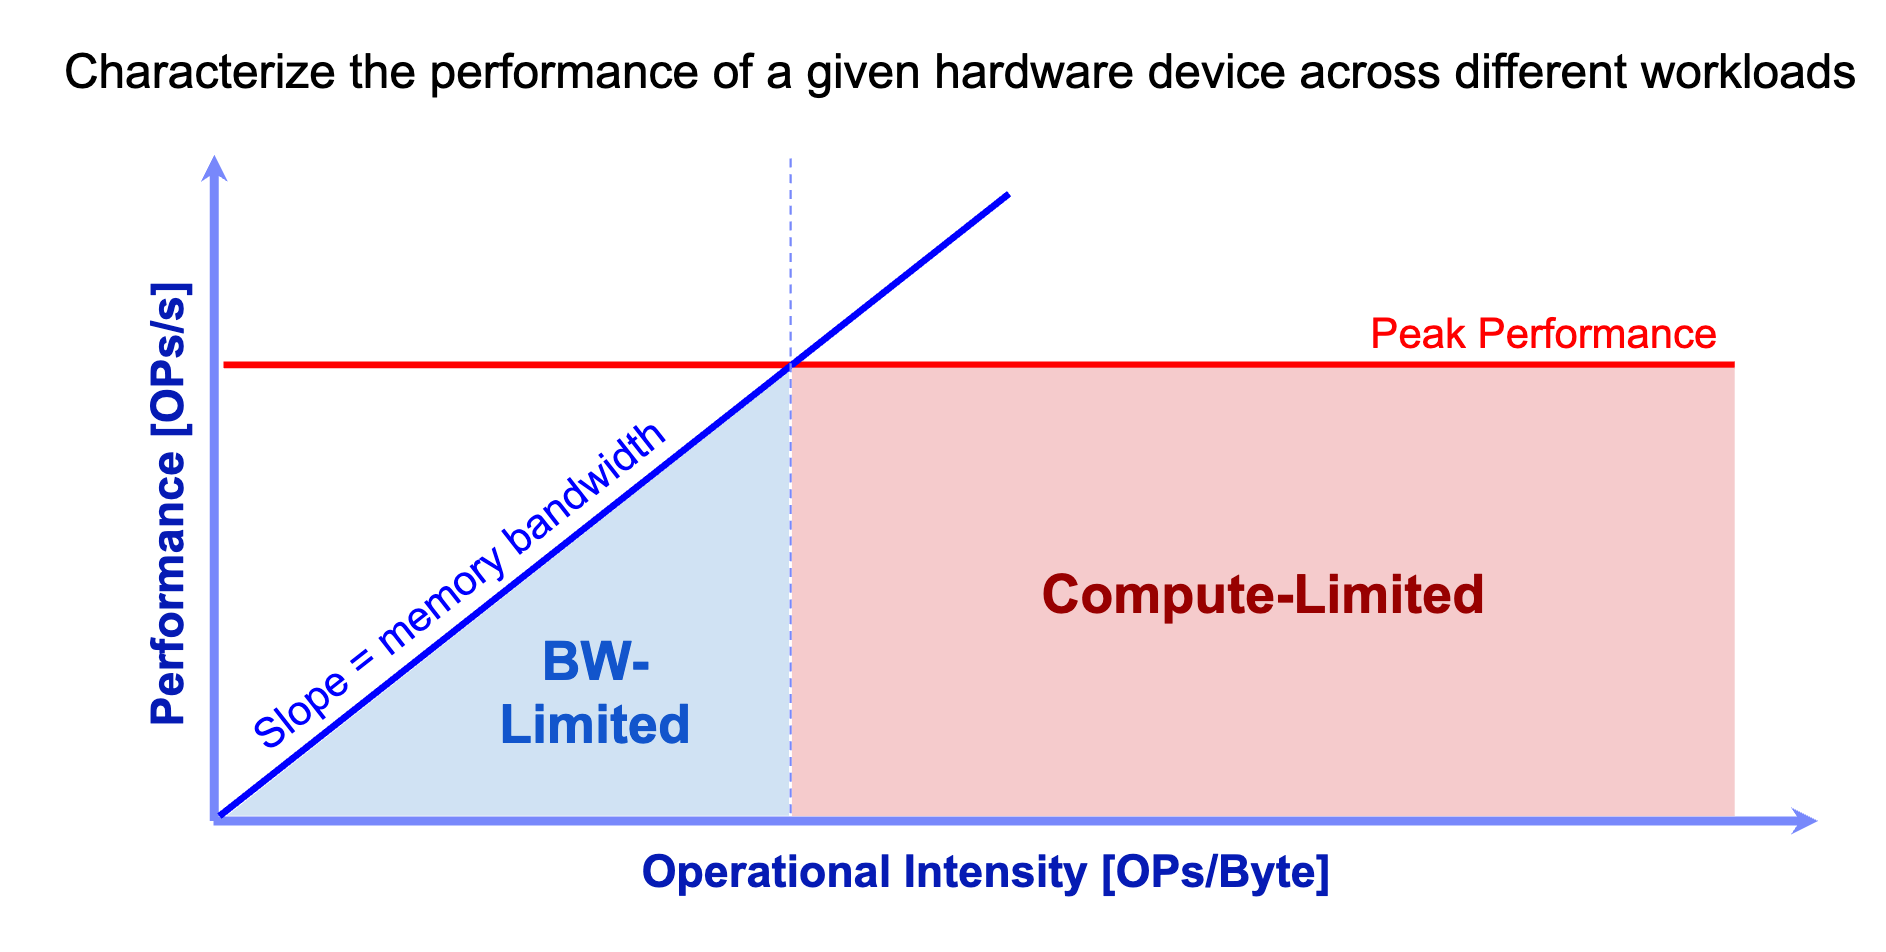 Characterize the performance of a given hardware device across different workloads
Performance [OPs/s]
Peak Performance
Slope = memory bandwidth
BW-
Limited
Compute-Limited
Operational Intensity [OPs/Byte]